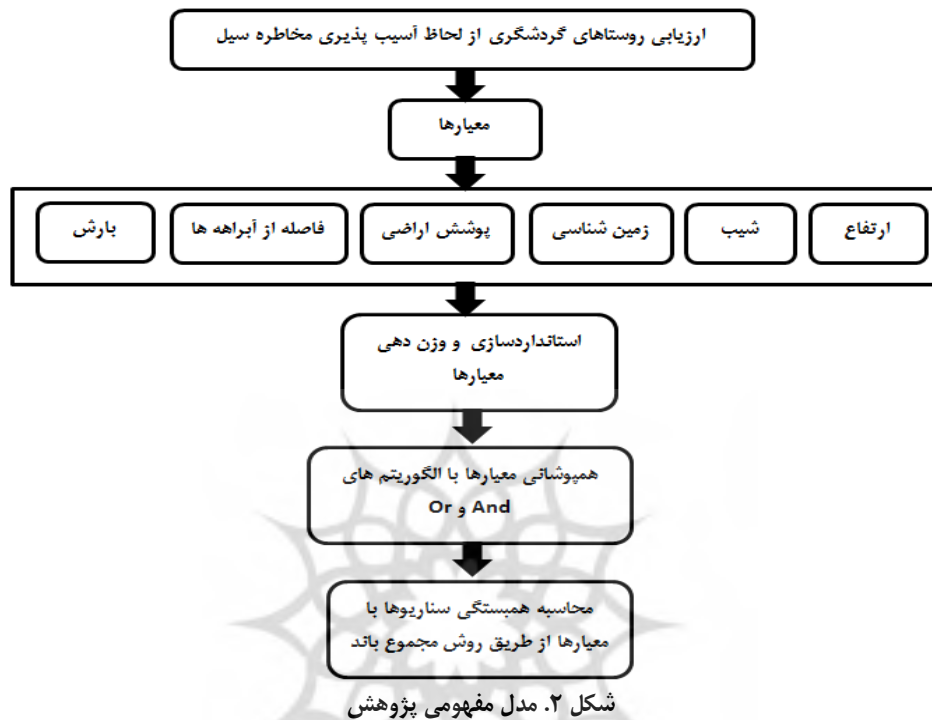 ارزیابی روستاهای گردشگری از لحاظ آسیب پذیری مخاطره سیل
معیارها
ارتفاع
شیب
زمین شناسی
پوشش اراضی
فاصله از آبراهه ها
بارش
استانداردسازی و وزن دهی
معیارها
همپوشانی معیارها با الگوریتم های
And و Or
محاسبه همبستگی سناریوها با
معیارها از طریق روش مجموع باند
شکل ۲. مدل مفهومی پژوهش